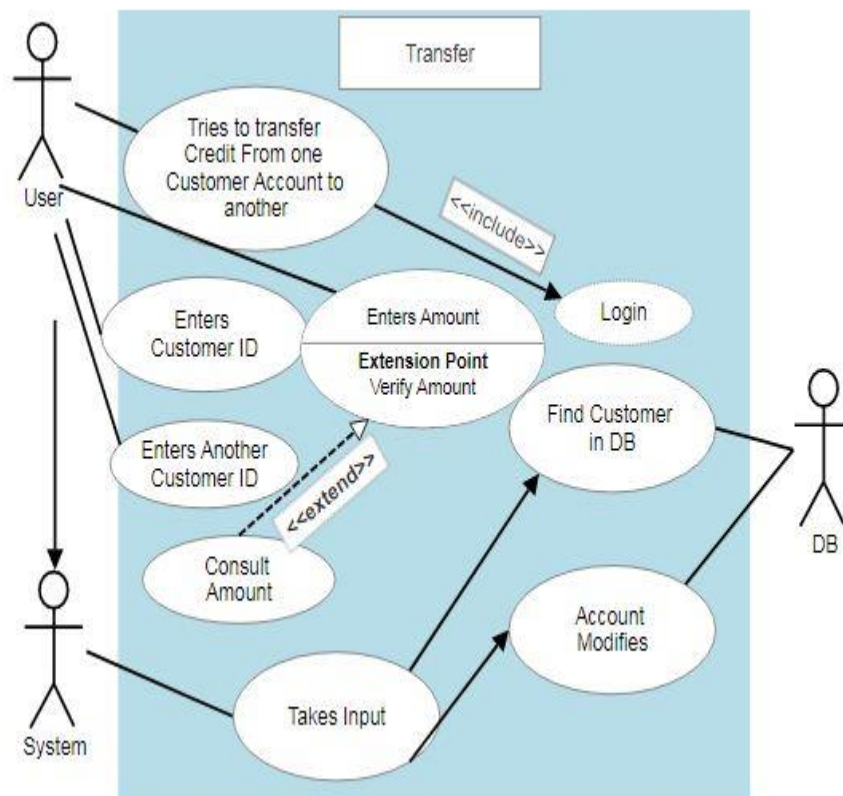 Transfer
Tries to transfer
Credit From one
Customer Account to
another
User
<<include>>
Enters
Customer ID
Enters Amount
Extension Point
Verify Amount
Login
Find Customer
in DB
Enters Another
Customer ID
<<extend>>
DB
Consult
Amount
Account
Modifies
Takes Input
System